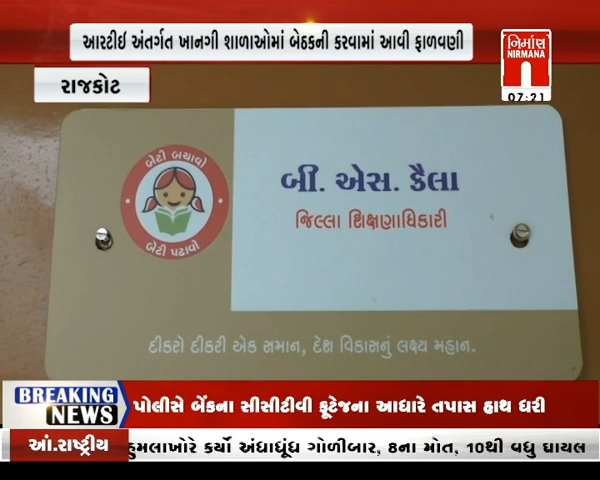 આરટીઇ અંતર્ગત ખાનગી શાળાઓમાં બેઠકની કરવામાં આવી ફાળવણી
નિર્માણ
NIRMANA
રાજકોટ
07:21
બેટી બચાવો
બેટી પઢાવો
બી. એસ. કૈલા
જિલ્લા શિક્ષણાધિકારી
દીકરો દીકરી એક સમાન, દેશ વિકાસનું લક્ષ્ય મહાન.
BREAKING NEWS
પોલીસે બેંકના સીસીટીવી ફૂટેજના આધારે તપાસ હાથ ધરી
આં.રાષ્ટ્રીય
હુમલાખોરે કર્યો અંધાધૂંધ ગોળીબાર, 8ના મોત, 10થી વધુ ઘાયલ